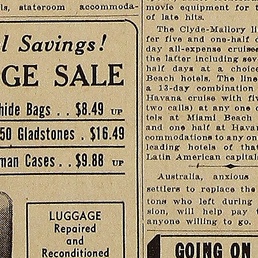 ls, stateroom accommoda-
l Savings!
GE SALE
hide Bags . . $8.49 UP
50 Gladstones . $16.49
man Cases . . $9.88 UP
LUGGAGE
Repaired
and
Reconditioned
movie equipment for t
of late hits.
The Clyde-Mallory li
for five and one-half d
day all-expense cruises
the latter including sev
half days at a choice
Beach hotels. The line
a 13-day combination
Havana cruise with five
two calls) at any one o
tels at Miami Beach
and one half at Havan
commodations to any on
leading hotels of that
Latin American capital
Australia, anxious
settlers to replace the
tons who left during
sion, will help pay t
anyone willing to go.
GOING ON